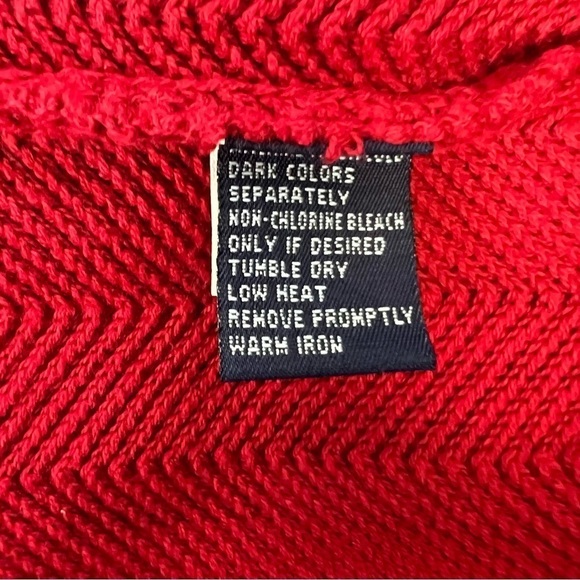 DARK COLORS
SEPARATELY
NON-CHLORINE BLEACH
ONLY IF DESIRED
TUMBLE DRY
LOW HEAT
REMOVE PROMPTLY
WARM IRON